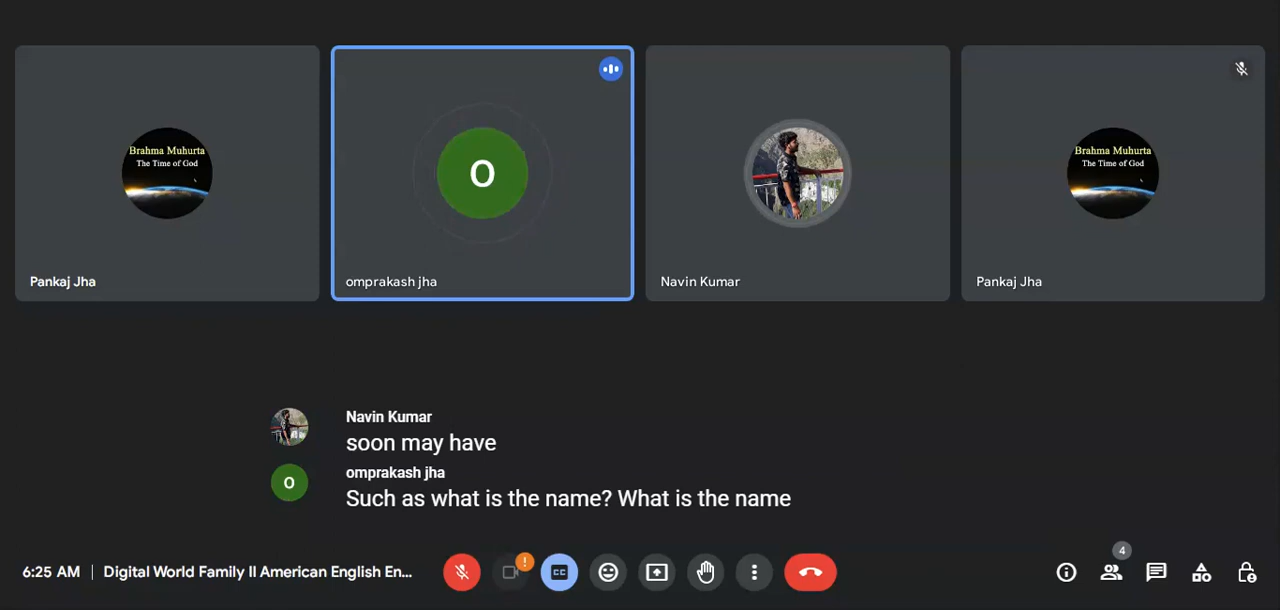 Brahma Muhurta
The Time of God
Pankaj Jha
O
omprakash jha
Navin Kumar
Brahma Muhurta
The Time of God
Pankaj Jha
Navin Kumar
soon may have
O
omprakash jha
Such as what is the name? What is the name
6:25 AM | Digital World Family II American English En...
!
CC
4